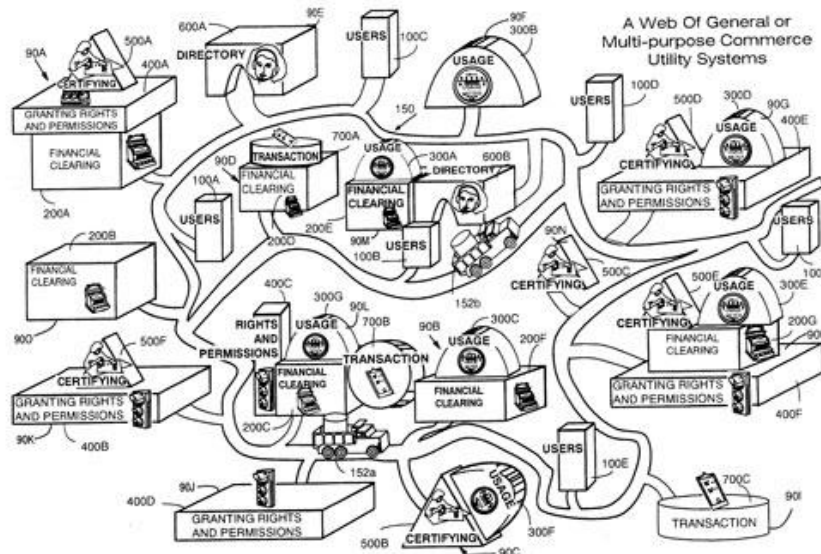 A Web Of General or
Multi-purpose Commerce
Utility Systems
90A
500A
400A
CERTIFYING
GRANTING RIGHTS
AND PERMISSIONS
FINANCIAL
CLEARING
200A
600A
90E
DIRECTORY
USERS
100C
90F
300B
USAGE
150
USERS
100D
500D
300D
90G
400E
USAGE
CERTIFYING
GRANTING RIGHTS
AND PERMISSIONS
700A
TRANSACTION
90D
FINANCIAL
CLEARING
200D
100A
USERS
USAGE
300A
600B
DIRECTORY
FINANCIAL
CLEARING
200E
90M
USERS
100B
152b
90N
500C
CERTIFYING
USERS
100
200B
FINANCIAL
CLEARING
90O
500F
CERTIFYING
GRANTING RIGHTS
AND PERMISSIONS
90K
400B
400C
300G
90L
RIGHTS
AND
PERMISSIONS
USAGE
700B
TRANSACTION
FINANCIAL
CLEARING
200C
90B
300C
USAGE
200F
FINANCIAL
CLEARING
500E
USAGE
300E
CERTIFYING
200G
FINANCIAL
CLEARING
GRANTING RIGHTS
AND PERMISSIONS
400F
152a
90J
400D
GRANTING RIGHTS
AND PERMISSIONS
USAGE
CERTIFYING
500B
300F
90C
USERS
100E
700C
TRANSACTION
90I